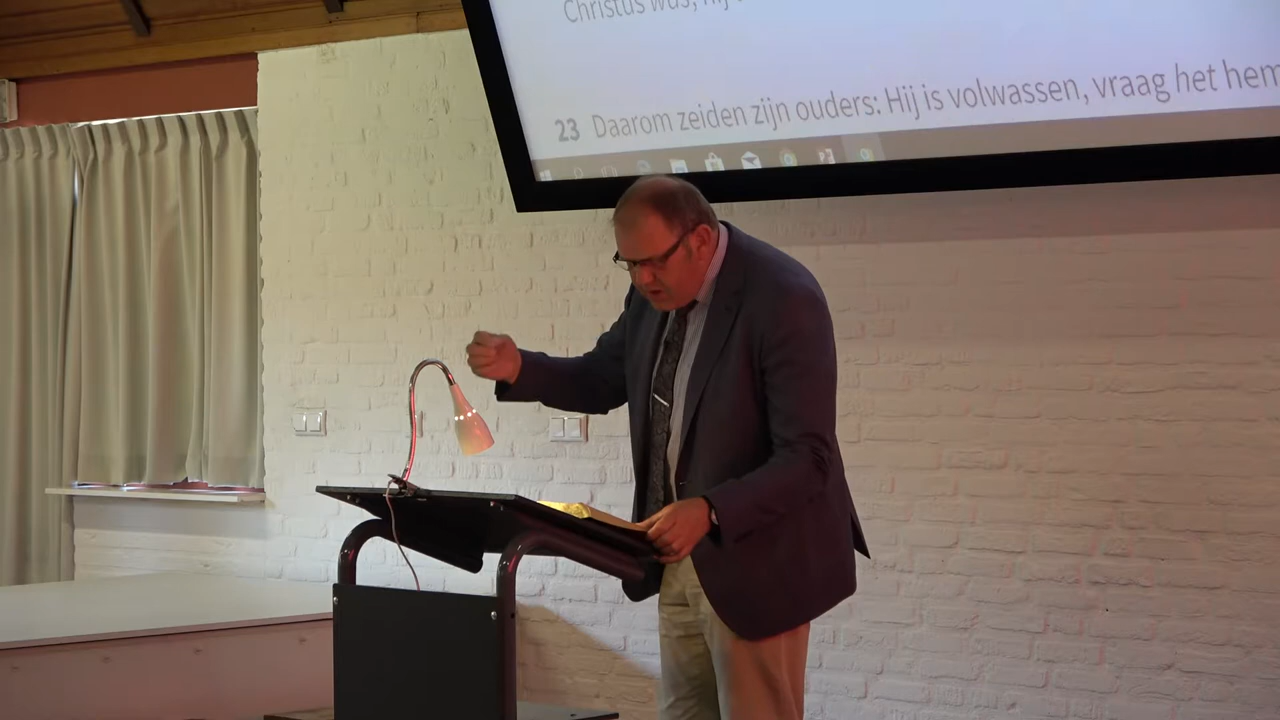 Christus was, hij
23 Daarom zeiden zijn ouders: Hij is volwassen, vraag het hem